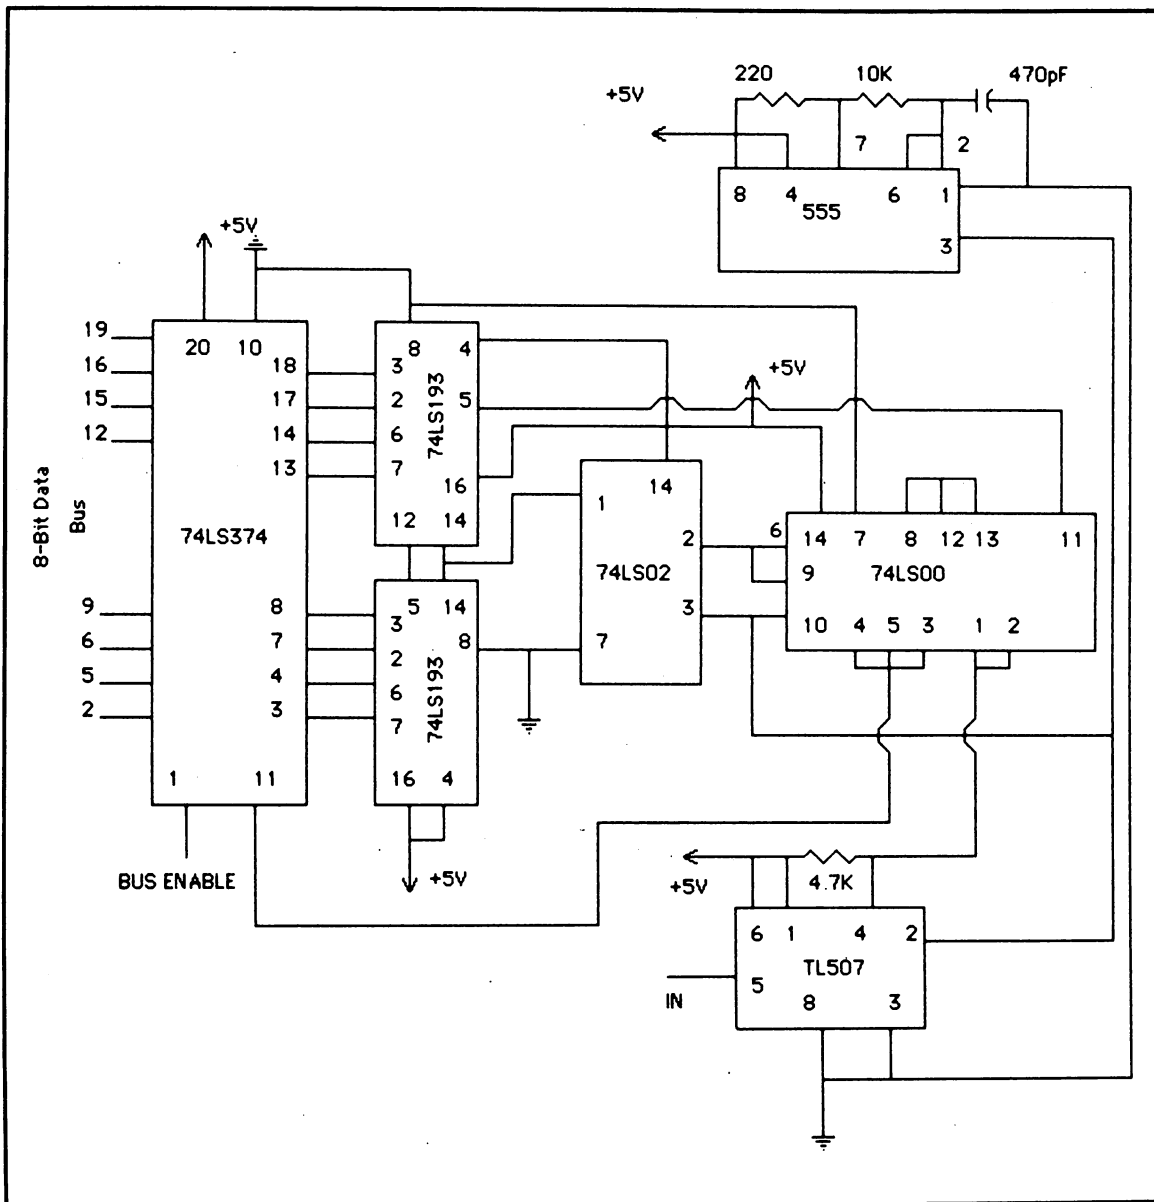 220 10K 470pF
+5V
7 2
8 4 6 1
555
3
+5V
19
16
15
12
8-Bit Data
Bus
9
6
5
2
20 10
18
17
14
13
74LS374
8
7
4
3
1 11
BUS ENABLE
8 4
3
2 5
6
7
16
12 14
74LS193
5 14
3 8
2
6
7
16 4
74LS193
+5V
+5V
14
1
2
74LS02
3
7
6
14 7 8 12 13 11
9 74LS00
10 4 5 3 1 2
+5V 4.7K
6 1 4 2
TL507
5
8 3
IN